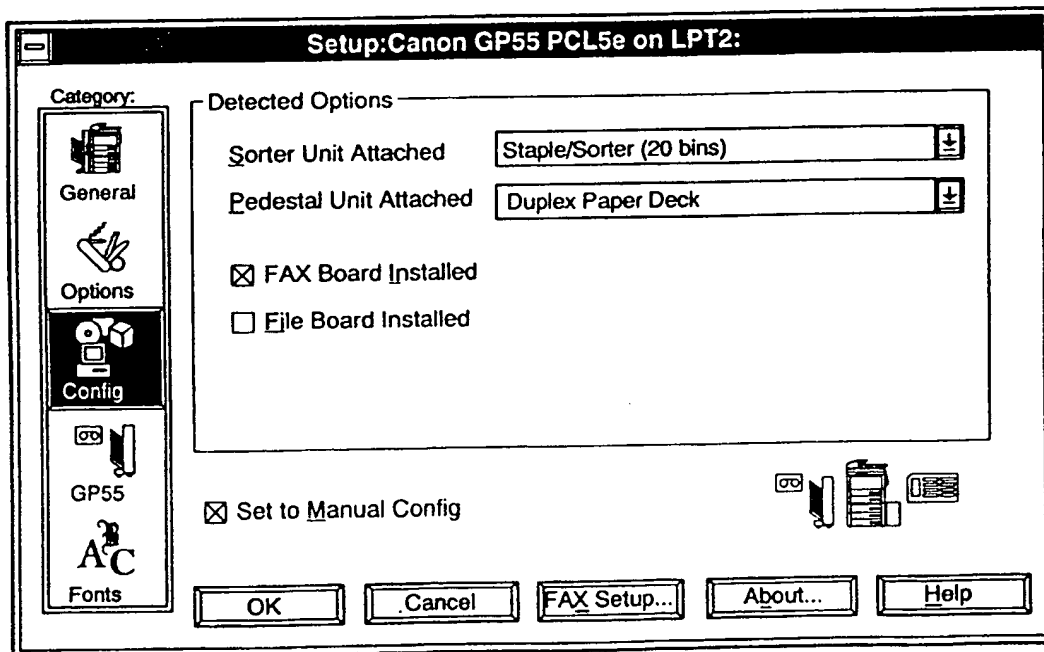 Setup:Canon GP55 PCL5e on LPT2:
Category:
General
Options
Config
GP55
Fonts
Detected Options
Sorter Unit Attached
Staple/Sorter (20 bins)
Pedestal Unit Attached
Duplex Paper Deck
FAX Board Installed
File Board Installed
Set to Manual Config
OK
Cancel
FAX Setup...
About...
Help